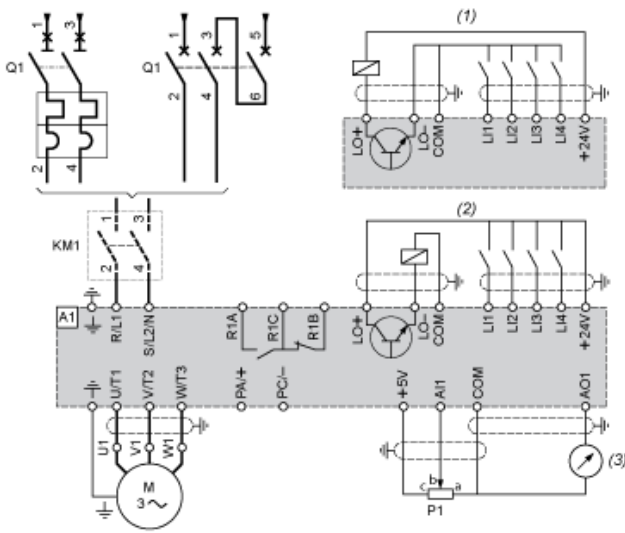 1 3 1 3 5
Q1 Q1
2 4 2 4 6
(1)
LO+ LO– COM LI1 LI2 LI3 LI4 +24V
(2)
1 3
KM1
2 4
A1
R/L1 S/L2/N R1A R1C R1B LO+ LO– COM LI1 LI2 LI3 LI4 +24V
U/T1 V/T2 W/T3 PA/+ PC/– +5V AI1 COM AO1
U1 V1 W1
(3)
M
3
c b a
P1